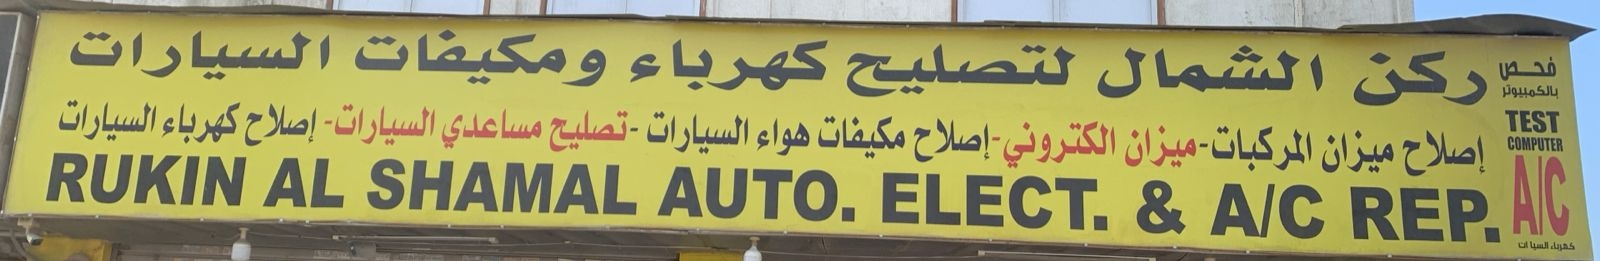 ركن الشمال لتصليح كهرباء ومكيفات السيارات
إصلاح ميزان المركبات-ميزان الكتروني-إصلاح مكيفات هواء السيارات -تصليح مساعدي السيارات- إصلاح كهرباء السيارات
RUKIN AL SHAMAL AUTO. ELECT. & A/C REP.
فحص
بالكمبيوتر
TEST
COMPUTER
A/C
كهرباء السيارات